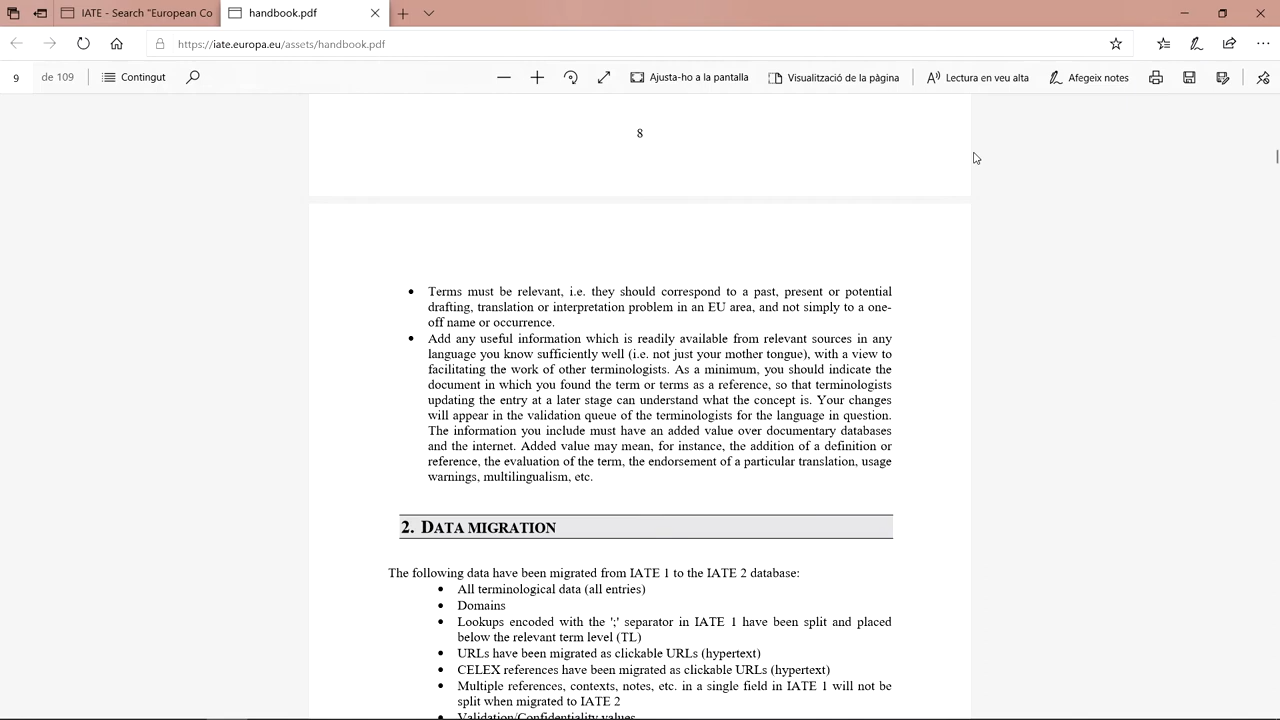 IATE - Search "European Co
handbook.pdf
https://iate.europa.eu/assets/handbook.pdf
9 de 109 Contingut Ajusta-ho a la pantalla Visualització de la pàgina Lectura en veu alta Afegeix notes
8
• Terms must be relevant, i.e. they should correspond to a past, present or potential
drafting, translation or interpretation problem in an EU area, and not simply to a one-
off name or occurrence.
• Add any useful information which is readily available from relevant sources in any
language you know sufficiently well (i.e. not just your mother tongue), with a view to
facilitating the work of other terminologists. As a minimum, you should indicate the
document in which you found the term or terms as a reference, so that terminologists
updating the entry at a later stage can understand what the concept is. Your changes
will appear in the validation queue of the terminologists for the language in question.
The information you include must have an added value over documentary databases
and the internet. Added value may mean, for instance, the addition of a definition or
reference, the evaluation of the term, the endorsement of a particular translation, usage
warnings, multilingualism, etc.
2. DATA MIGRATION
The following data have been migrated from IATE 1 to the IATE 2 database:
• All terminological data (all entries)
• Domains
• Lookups encoded with the ';' separator in IATE 1 have been split and placed
below the relevant term level (TL)
• URLs have been migrated as clickable URLs (hypertext)
• CELEX references have been migrated as clickable URLs (hypertext)
• Multiple references, contexts, notes, etc. in a single field in IATE 1 will not be
split when migrated to IATE 2
• Validation/Confidentiality values